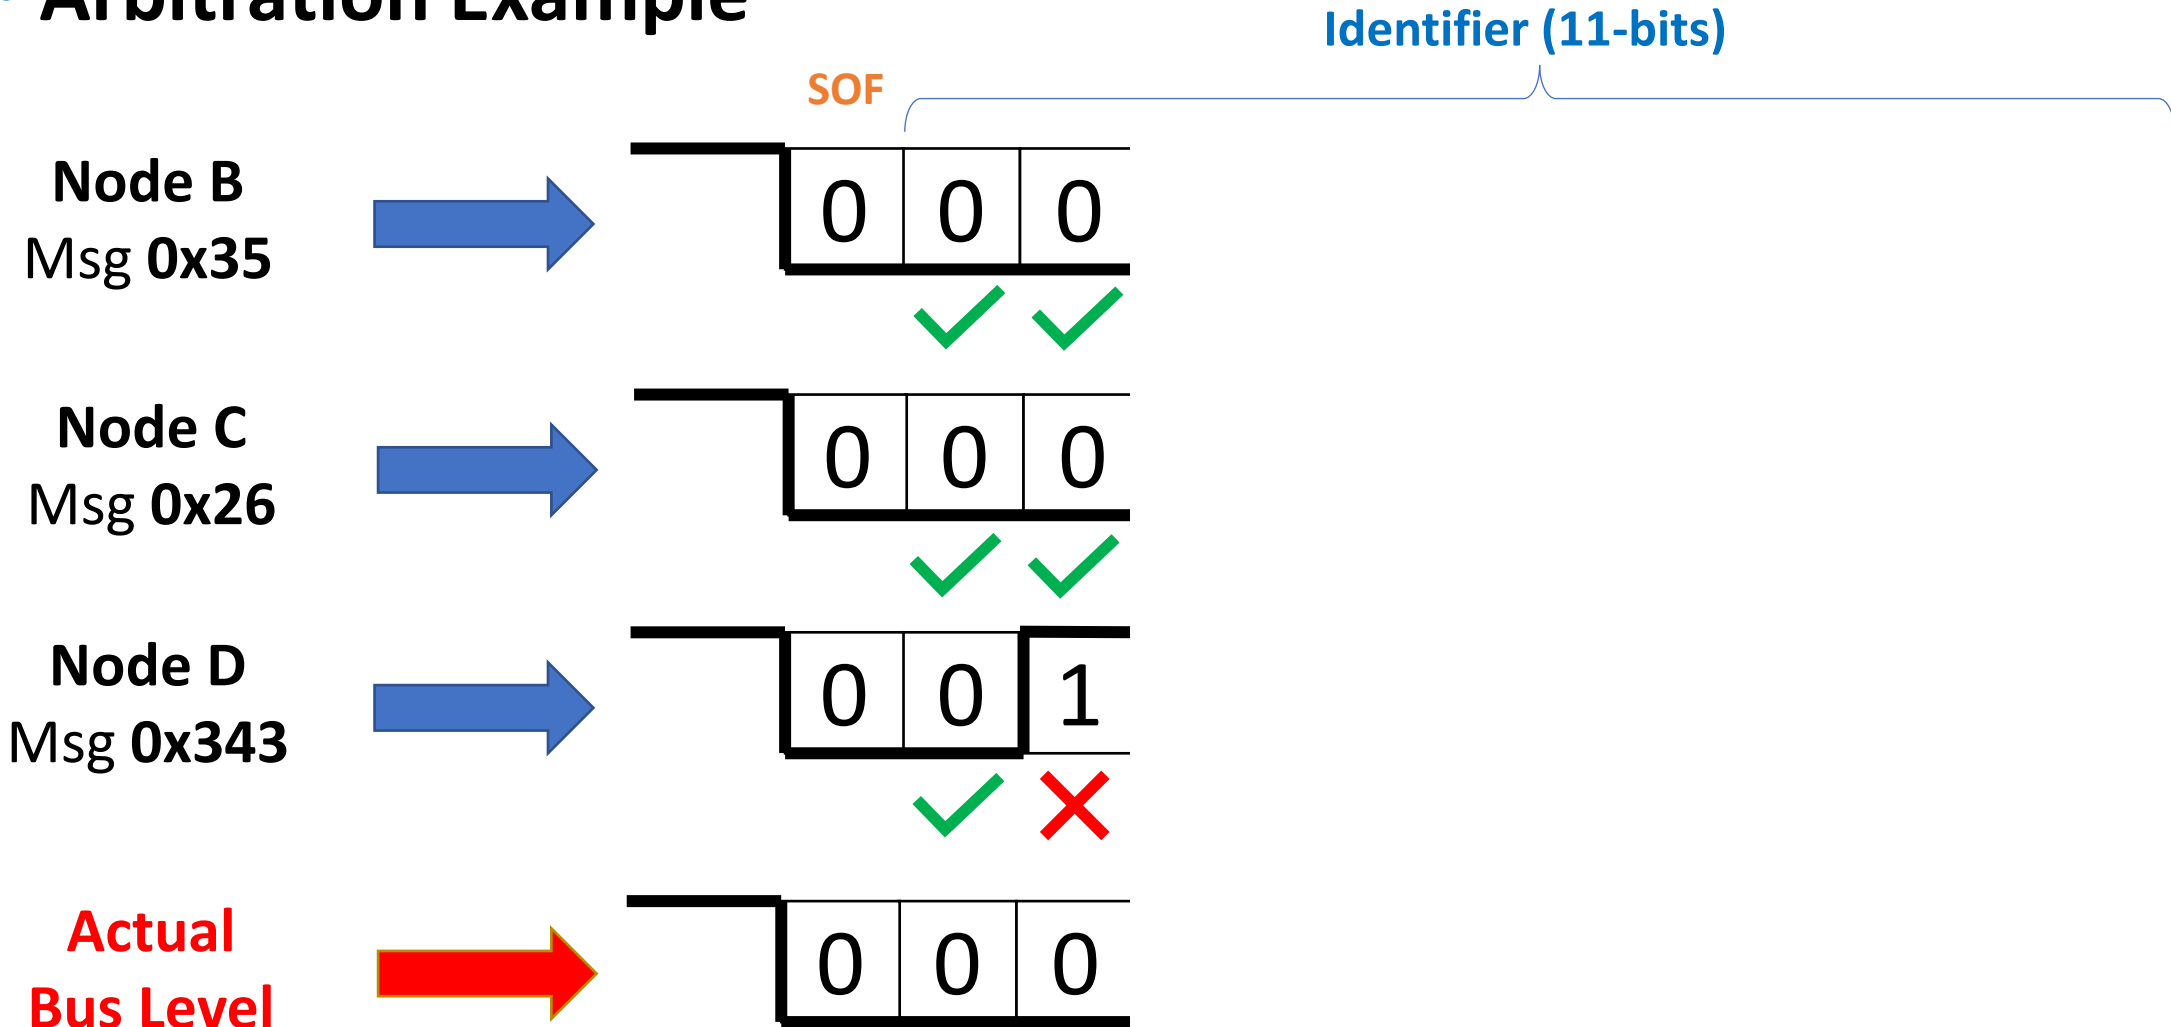 • Arbitration Example
Identifier (11-bits)
SOF
Node B
Msg 0x35
0 0 0
Node C
Msg 0x26
0 0 0
Node D
Msg 0x343
0 0 1
Actual
Bus Level
0 0 0